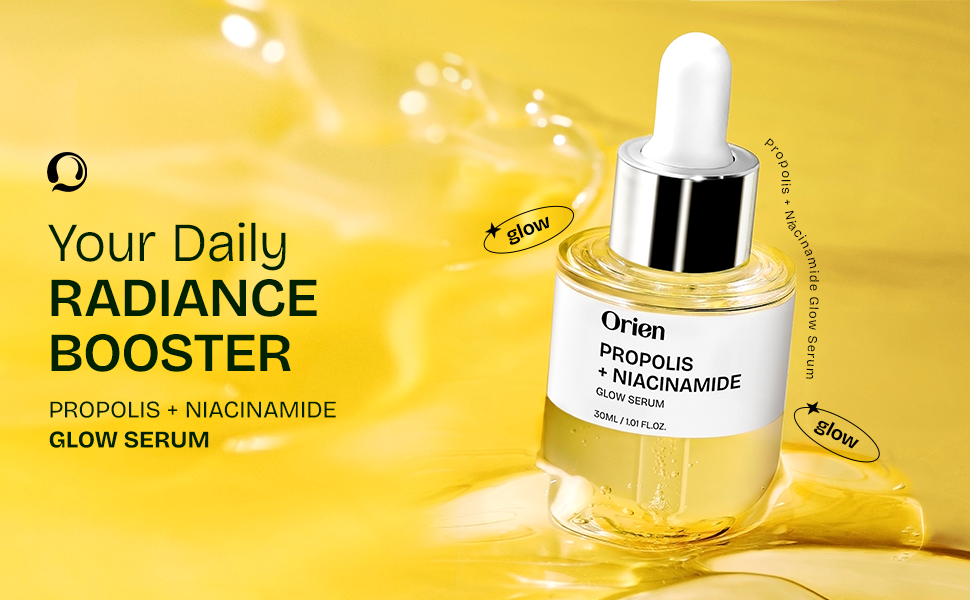 Your Daily
RADIANCE
BOOSTER
PROPOLIS + NIACINAMIDE
GLOW SERUM
glow
Orien
PROPOLIS
+ NIACINAMIDE
GLOW SERUM
30ML / 1.01 FL.OZ.
Propolis + Niacinamide Glow Serum
glow